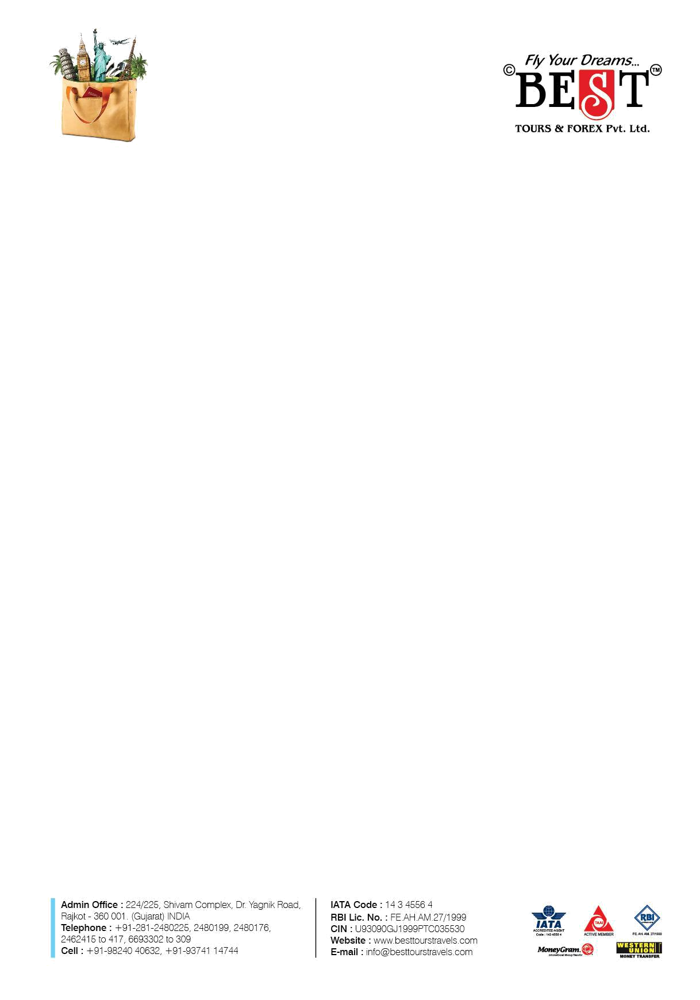 Fly Your Dreams...
© BEST TM
TOURS & FOREX Pvt. Ltd.
Admin Office : 224/225, Shivam Complex, Dr. Yagnik Road,
Rajkot - 360 001. (Gujarat) INDIA
Telephone : +91-281-2480225, 2480199, 2480176,
2462415 to 417, 6693302 to 309
Cell : +91-98240 40632, +91-93741 14744
IATA Code : 14 3 4556 4
RBI Lic. No. : FE.AH.AM.27/1999
CIN : U93090GJ1999PTC035530
Website : www.besttourstravels.com
E-mail : info@besttourstravels.com
IATA
ACCREDITED AGENT
Code : 143 4556 4
TAAI
ACTIVE MEMBER
RBI
FE. AH. AM. 27/1999
MoneyGram.
International Money Transfer
WESTERN
UNION
MONEY TRANSFER